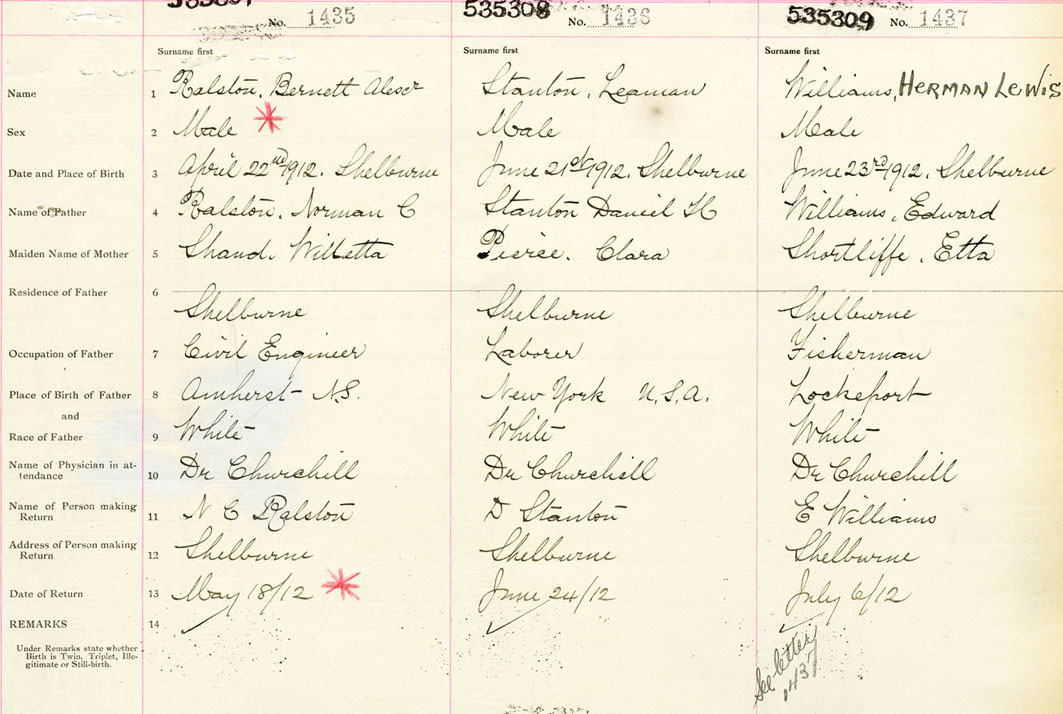 No. 1435
535308 No. 1436
535309 No. 1437
Surname first
Surname first
Surname first
Name 1 Ralston, Bernett Stanton, Leaman Williams, HERMAN LEWIS
Sex 2 Male Male Male
Date and Place of Birth 3 April 22nd 1912. Shelburne June 21st 1912. Shelburne June 23rd 1912. Shelburne
Name of Father 4 Ralston, Norman C Stanton Daniel H Williams, Edward
Maiden Name of Mother 5 Shand, Willetta Pierce, Clara Shortliffe, Etta
Residence of Father 6
Shelburne Shelburne Shelburne
Occupation of Father 7 Civil Engineer Laborer Fisherman
Place of Birth of Father 8 Amherst N.S. New York U.S.A. Lockeport
and
Race of Father 9 White White White
Name of Physician in at-
tendance 10 Dr Churchill Dr Churchill Dr Churchill
Name of Person making
Return 11 N C Ralston D Stanton E Williams
Address of Person making
Return 12 Shelburne Shelburne Shelburne
Date of Return 13 May 18/12 June 24/12 July 6/12
REMARKS 14
Under Remarks state whether
Birth is Twin, Triplet, Ille-
gitimate or Still-birth.
See letter
1437